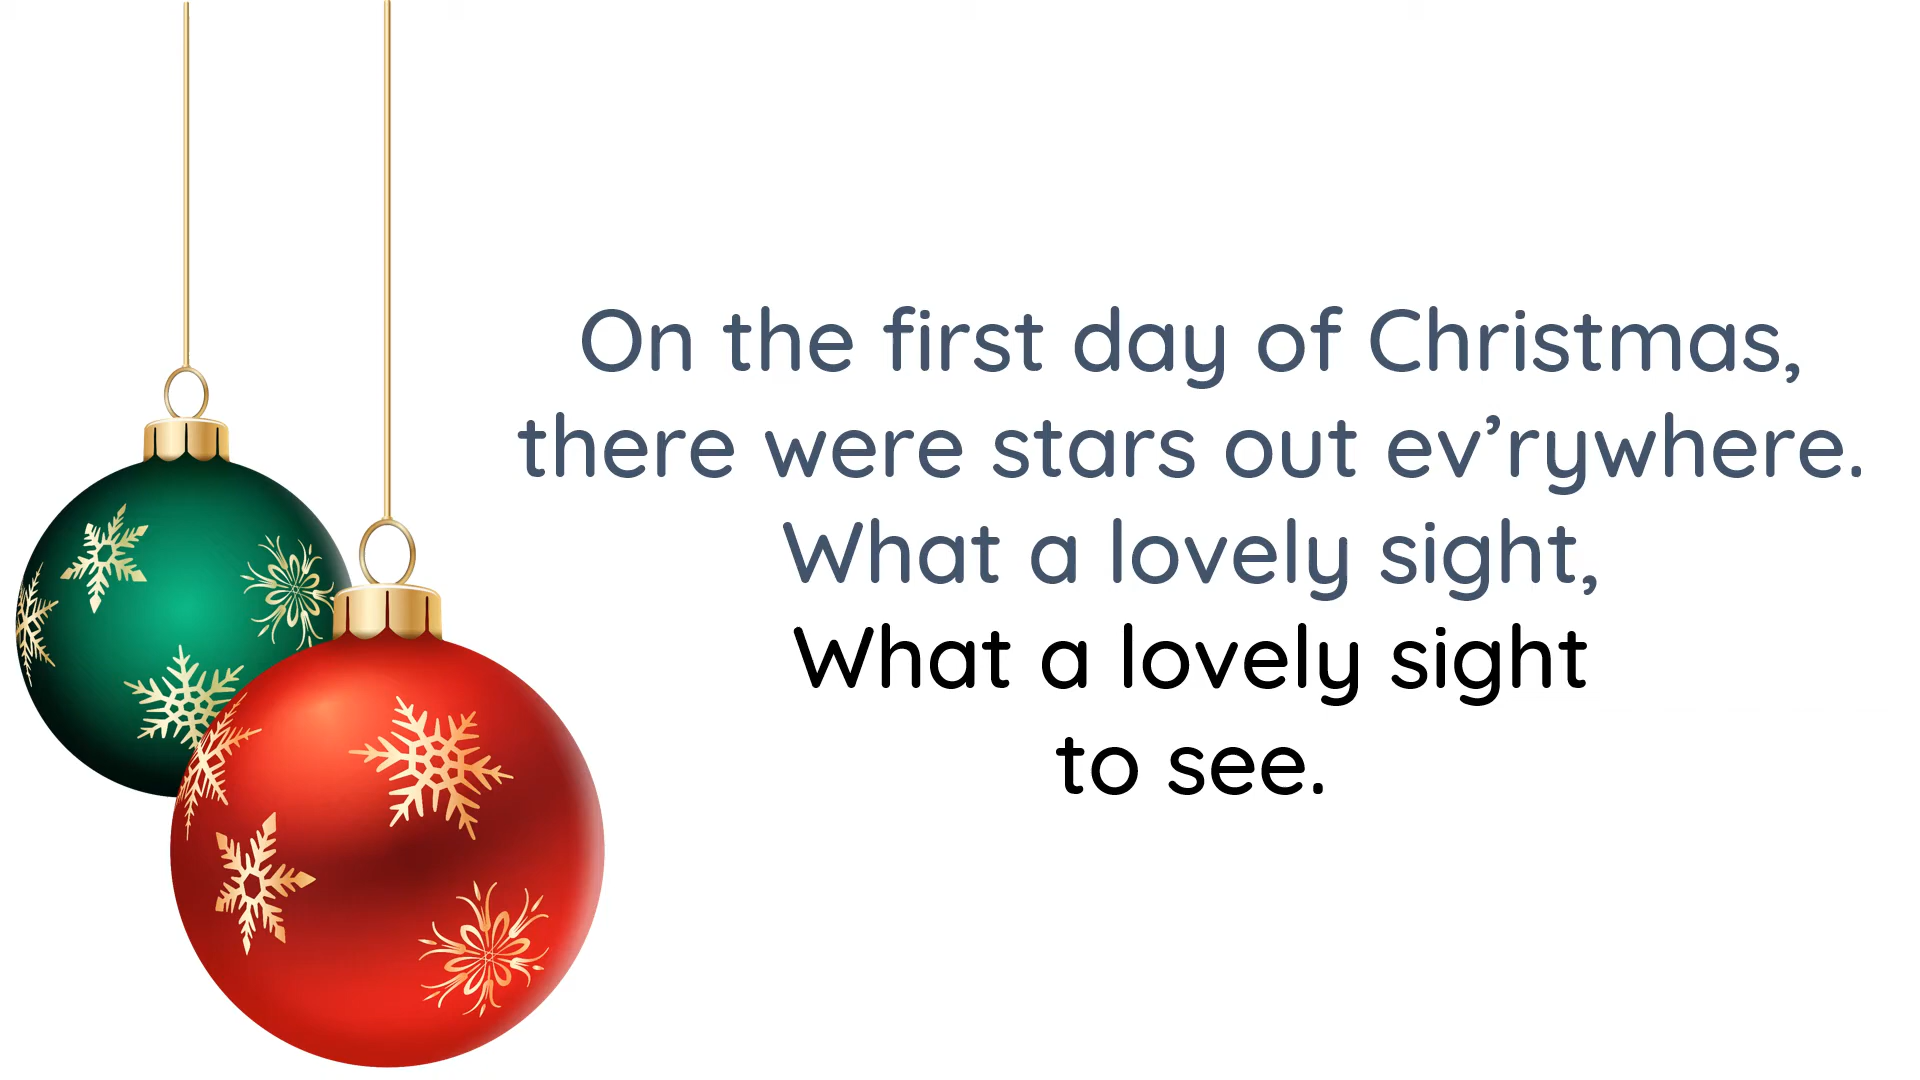 On the first day of Christmas,
there were stars out ev’rywhere.
What a lovely sight,
What a lovely sight
to see.